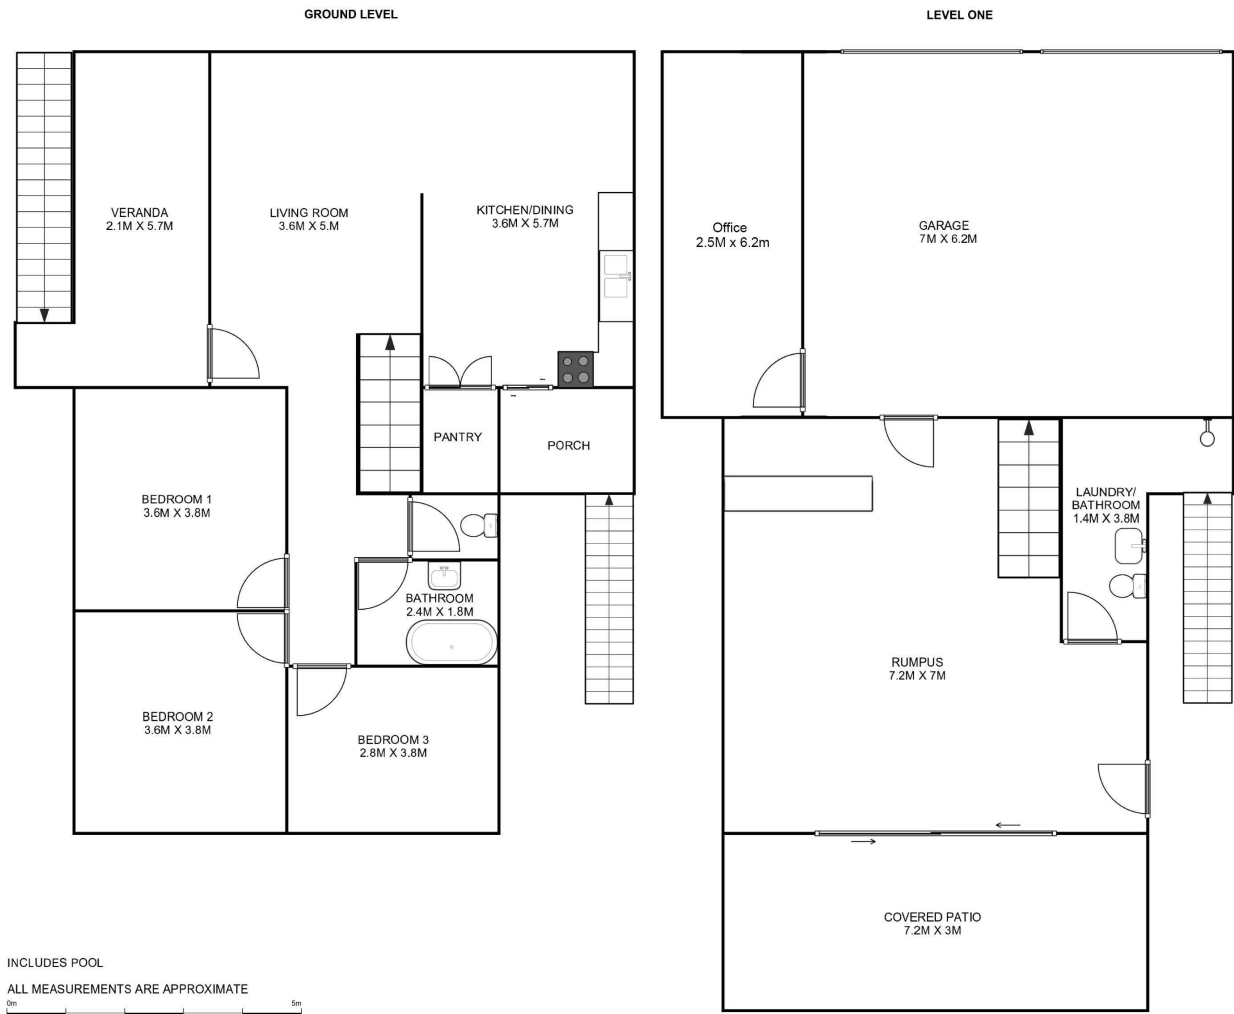 GROUND LEVEL
VERANDA
2.1M X 5.7M
LIVING ROOM
3.6M X 5.M
KITCHEN/DINING
3.6M X 5.7M
PANTRY
PORCH
BEDROOM 1
3.6M X 3.8M
BATHROOM
2.4M X 1.8M
BEDROOM 2
3.6M X 3.8M
BEDROOM 3
2.8M X 3.8M
LEVEL ONE
Office
2.5M x 6.2m
GARAGE
7M X 6.2M
LAUNDRY/
BATHROOM
1.4M X 3.8M
RUMPUS
7.2M X 7M
COVERED PATIO
7.2M X 3M
INCLUDES POOL
ALL MEASUREMENTS ARE APPROXIMATE
0m 5m